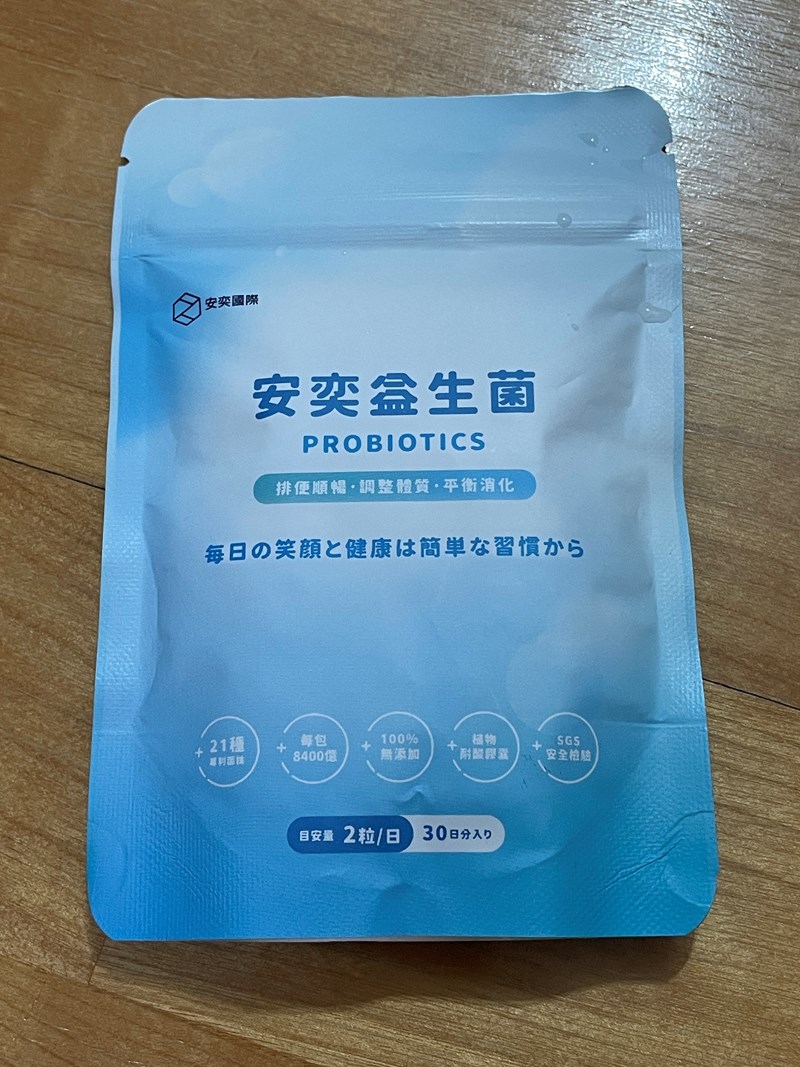 安奕國際
安奕益生菌
PROBIOTICS
排便順暢·調整體質·平衡消化
毎日の笑顔と健康は簡単な習慣から
+ 21種
專利菌株
+ 每包
8400億
+ 100%
無添加
+ 植物
耐酸膠囊
+ SGS
安全檢驗
目安量 2粒/日 30日分入り